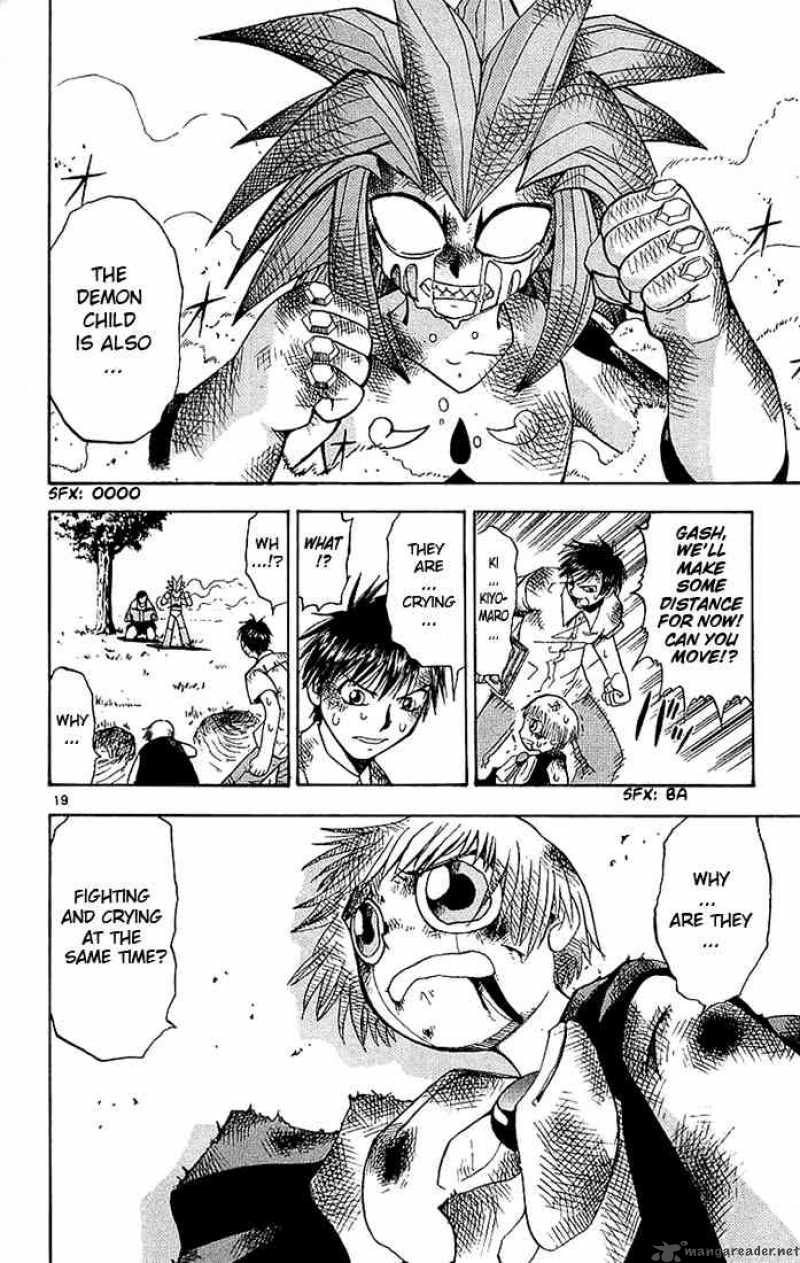 THE
DEMON
CHILD
IS ALSO
...
SFX: OOOO
GASH,
WE'LL
MAKE
SOME
DISTANCE
FOR NOW!
CAN YOU
MOVE!?
KI
...
KIYO-
MARO
SFX: BA
THEY
ARE
...
CRYING
...
WHAT
!?
WH
...!?
WHY
...
19
WHY
...
ARE THEY
...
FIGHTING
AND CRYING
AT THE
SAME TIME?
mangareader.net